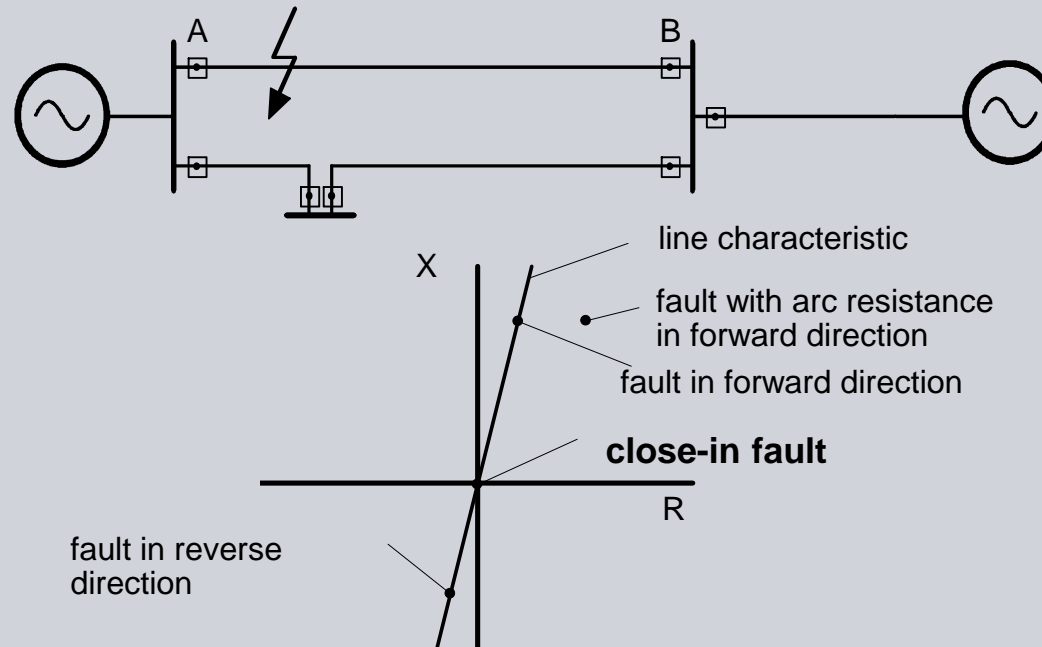 A
B
line characteristic
X
fault with arc resistance
in forward direction
fault in forward direction
close-in fault
R
fault in reverse
direction